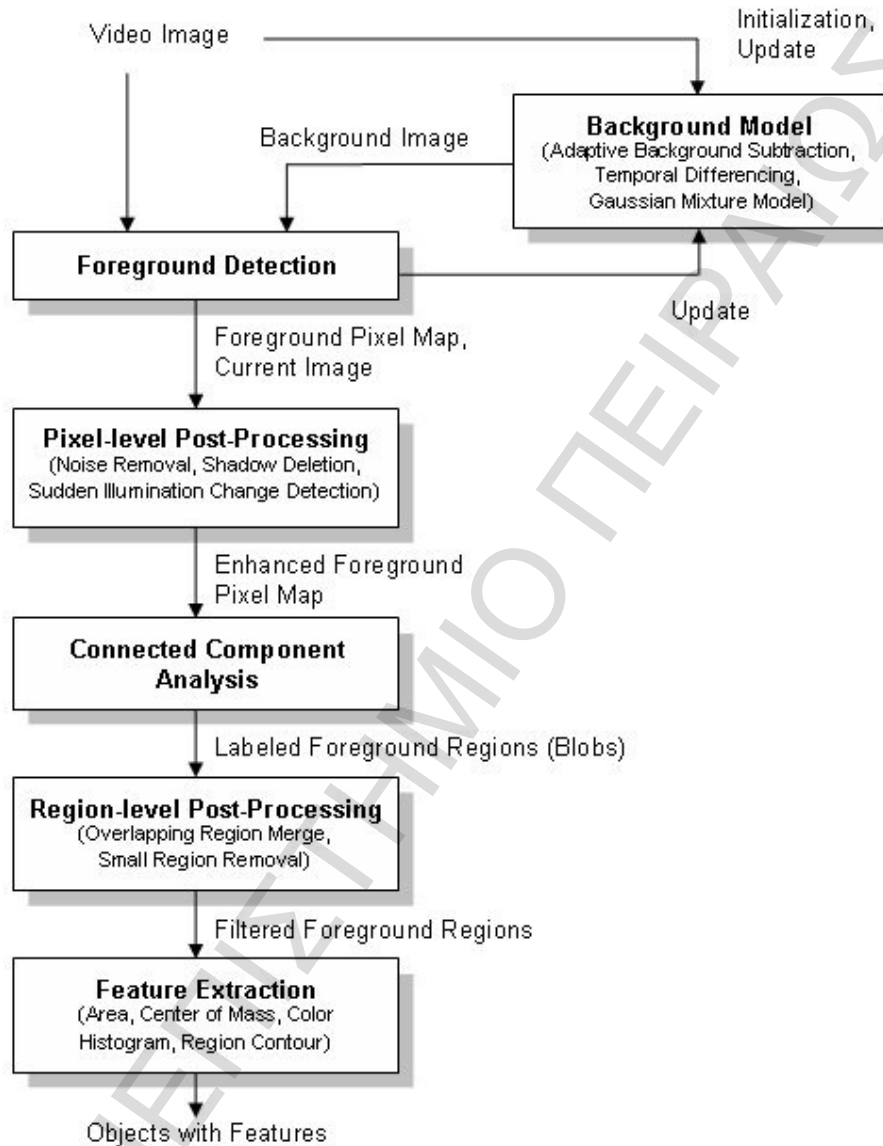 Video Image
Initialization,
Update
Background Model
(Adaptive Background Subtraction,
Temporal Differencing,
Gaussian Mixture Model)
Background Image
Foreground Detection
Update
Foreground Pixel Map,
Current Image
Pixel-level Post-Processing
(Noise Removal, Shadow Deletion,
Sudden Illumination Change Detection)
Enhanced Foreground
Pixel Map
Connected Component
Analysis
Labeled Foreground Regions (Blobs)
Region-level Post-Processing
(Overlapping Region Merge,
Small Region Removal)
Filtered Foreground Regions
Feature Extraction
(Area, Center of Mass, Color
Histogram, Region Contour)
Objects with Features
ΕΠΙΣΤΗΜΙΟ ΠΕΙΡΑΙΩΣ